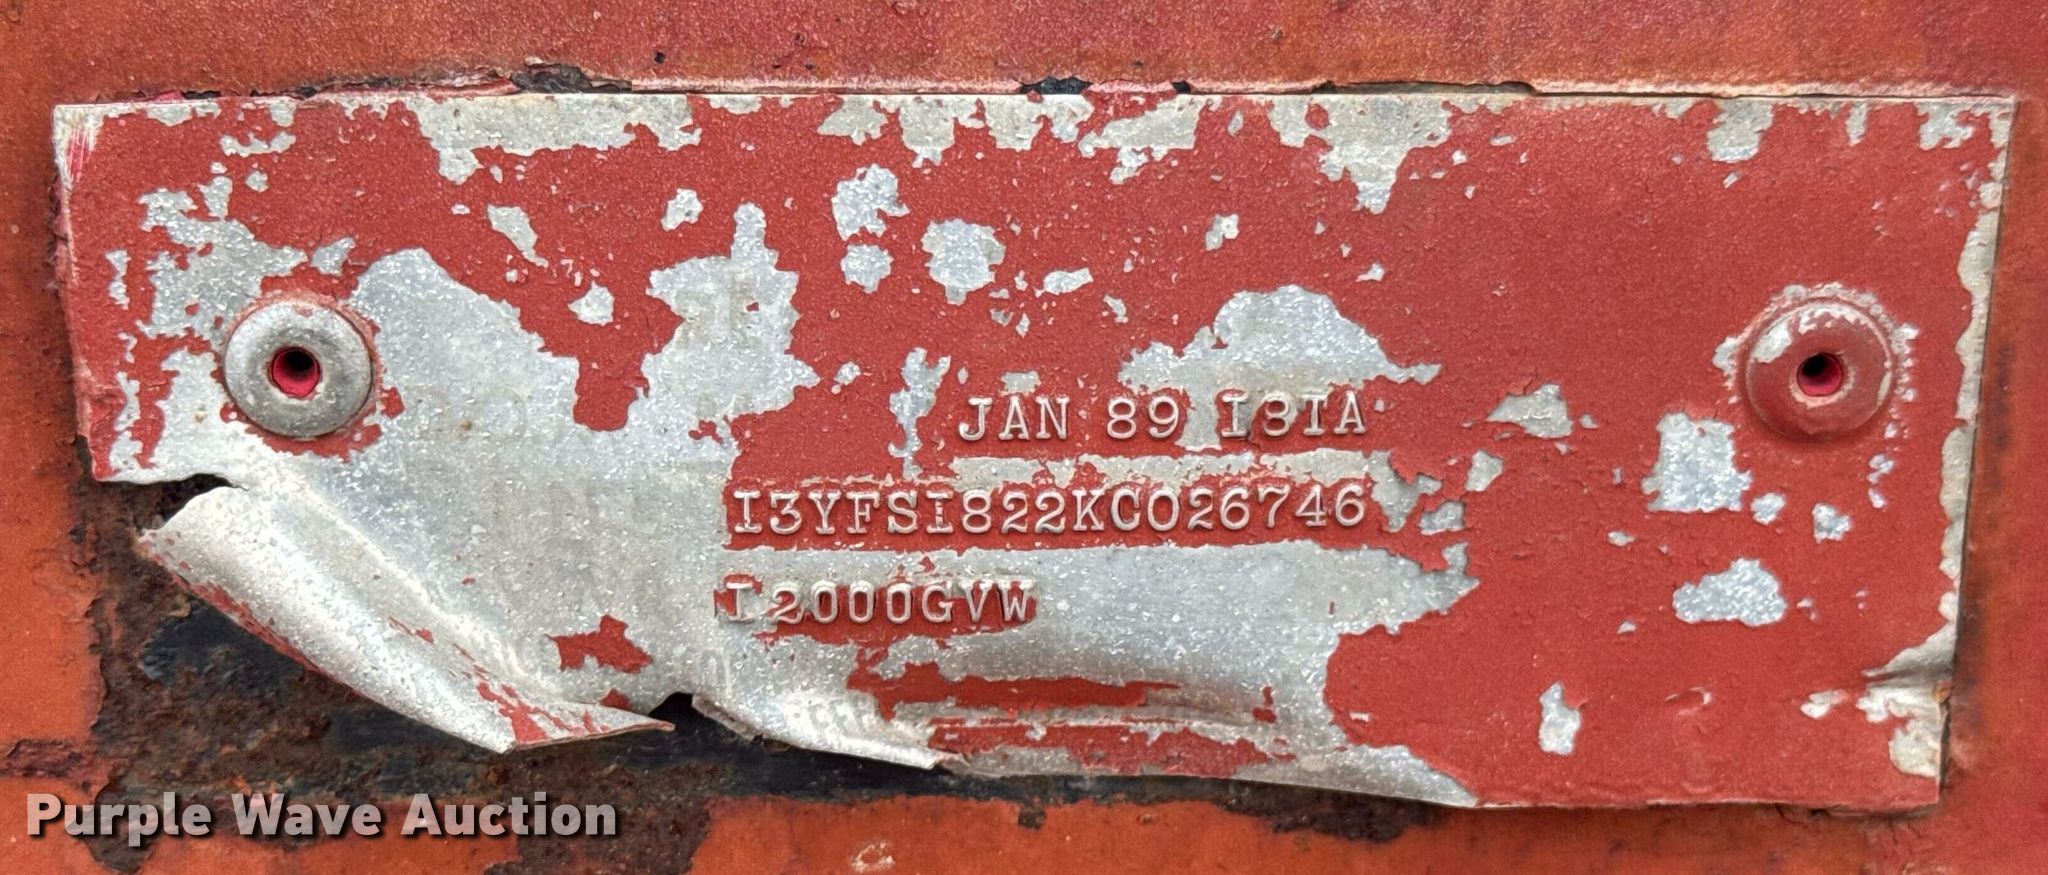 JAN 89 I3IA
I3YFSI822KC026746
I2000GVW
Purple Wave Auction